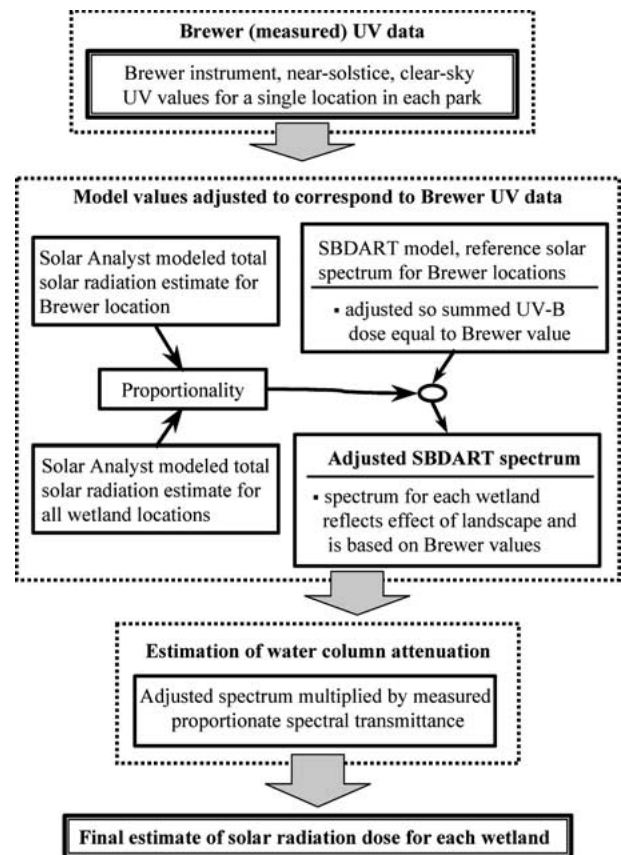 Brewer (measured) UV data
Brewer instrument, near-solstice, clear-sky
UV values for a single location in each park
Model values adjusted to correspond to Brewer UV data
Solar Analyst modeled total
solar radiation estimate for
Brewer location
SBDART model, reference solar
spectrum for Brewer locations
▪ adjusted so summed UV-B
dose equal to Brewer value
Proportionality
Solar Analyst modeled total
solar radiation estimate for
all wetland locations
Adjusted SBDART spectrum
▪ spectrum for each wetland
reflects effect of landscape and
is based on Brewer values
Estimation of water column attenuation
Adjusted spectrum multiplied by measured
proportionate spectral transmittance
Final estimate of solar radiation dose for each wetland